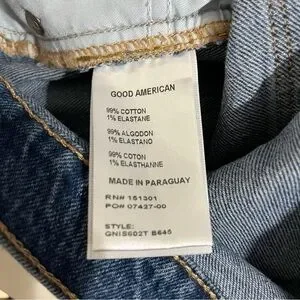 GOOD AMERICAN
99% COTTON
1% ELASTANE
99% ALGODON
1% ELASTANO
99% COTON
1% ELASTHANNE
MADE IN PARAGUAY
RN# 151301
PO# 07427-00
STYLE:
GNIS602T B645